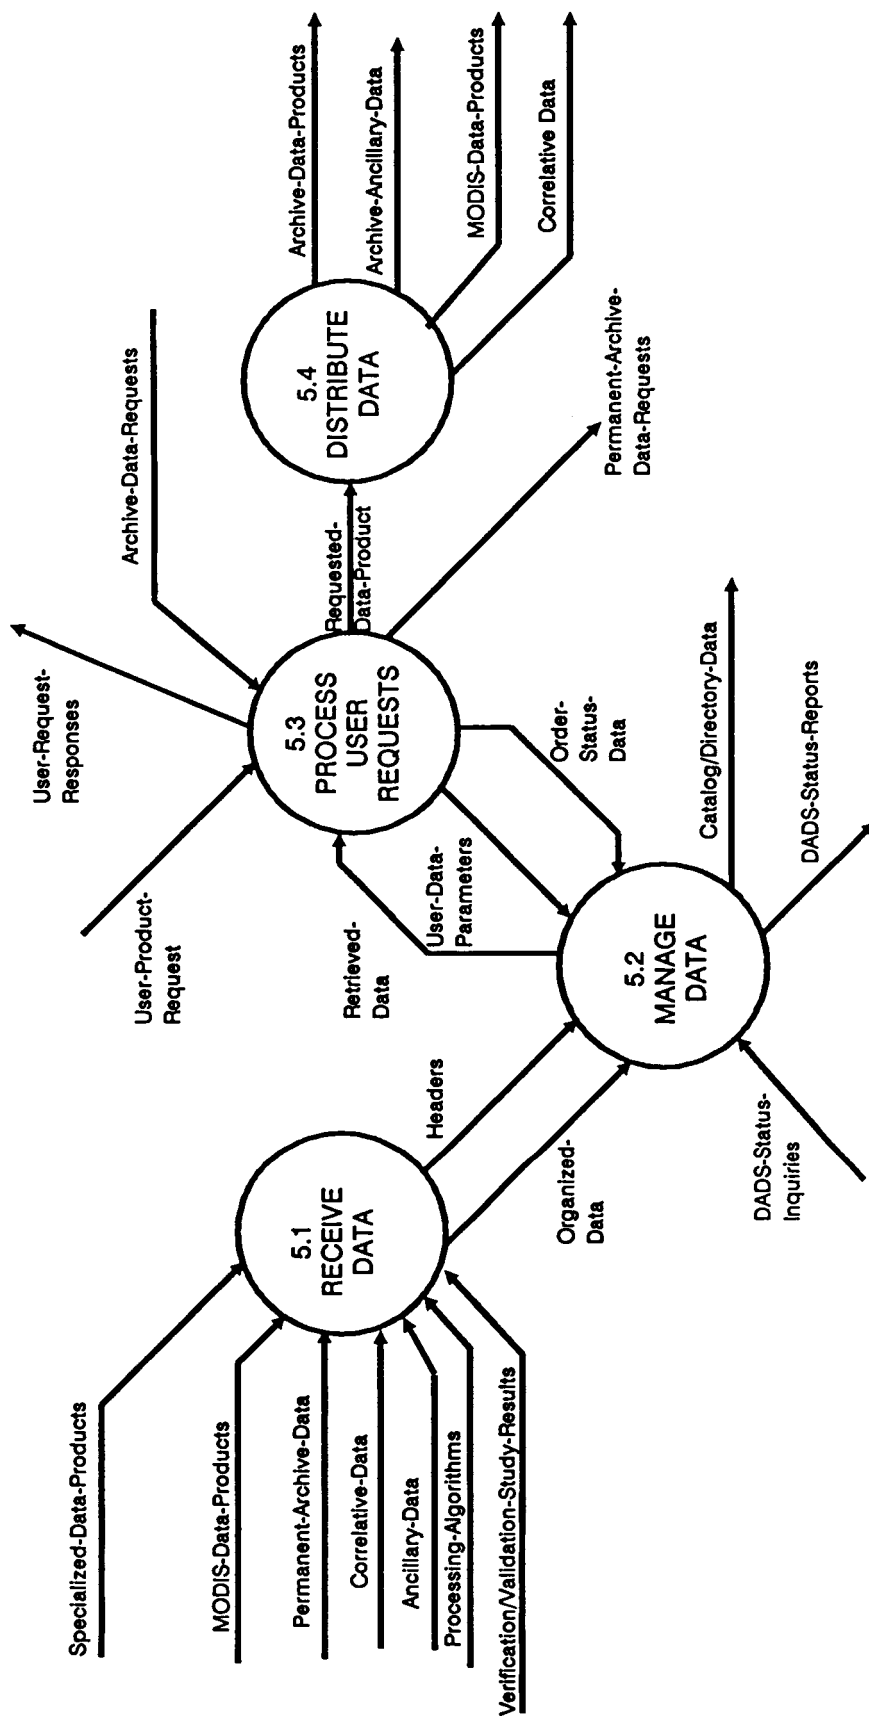 Specialized-Data-Products
MODIS-Data-Products
Permanent-Archive-Data
Correlative-Data
Ancillary-Data
Processing-Algorithms
Verification/Validation-Study-Results
5.1
RECEIVE
DATA
Headers
Organized-
Data
DADS-Status-
Inquiries
5.2
MANAGE
DATA
Catalog/Directory-Data
DADS-Status-Reports
User-Product-
Request
User-Request-
Responses
Archive-Data-Requests
Retrieved-
Data
User-Data-
Parameters
Order-
Status-
Data
5.3
PROCESS
USER
REQUESTS
Requested-
Data-Product
Permanent-Archive-
Data-Requests
5.4
DISTRIBUTE
DATA
Archive-Data-Products
Archive-Ancillary-Data
MODIS-Data-Products
Correlative Data